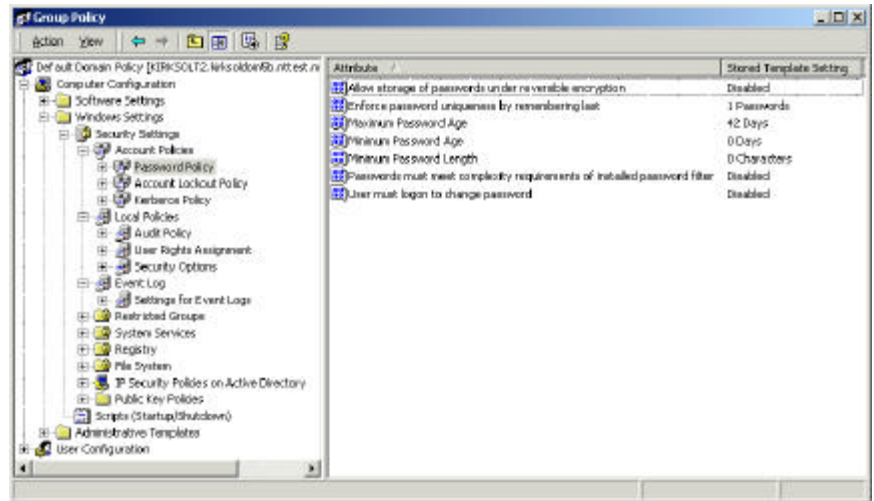 Group Policy
Action View
Default Domain Policy [KIRKSOLT2.
Computer Configuration
Software Settings
Windows Settings
Security Settings
Account Policies
Password Policy
Account Lockout Policy
Kerberos Policy
Local Policies
Audit Policy
User Rights Assignment
Security Options
Event Log
Settings for Event Logs
Restricted Groups
System Services
Registry
File System
IP Security Policies on Active Directory
Public Key Policies
Scripts (Startup/Shutdown)
Administrative Templates
User Configuration
Attribute Stored Template Setting
Allow storage of passwords under reversible encryption Disabled
Enforce password uniqueness by remembering last 1 Passwords
Maximum Password Age 42 Days
Minimum Password Age 0 Days
Minimum Password Length 0 Characters
Passwords must meet complexity requirements of installed password filter Disabled
User must logon to change password Disabled